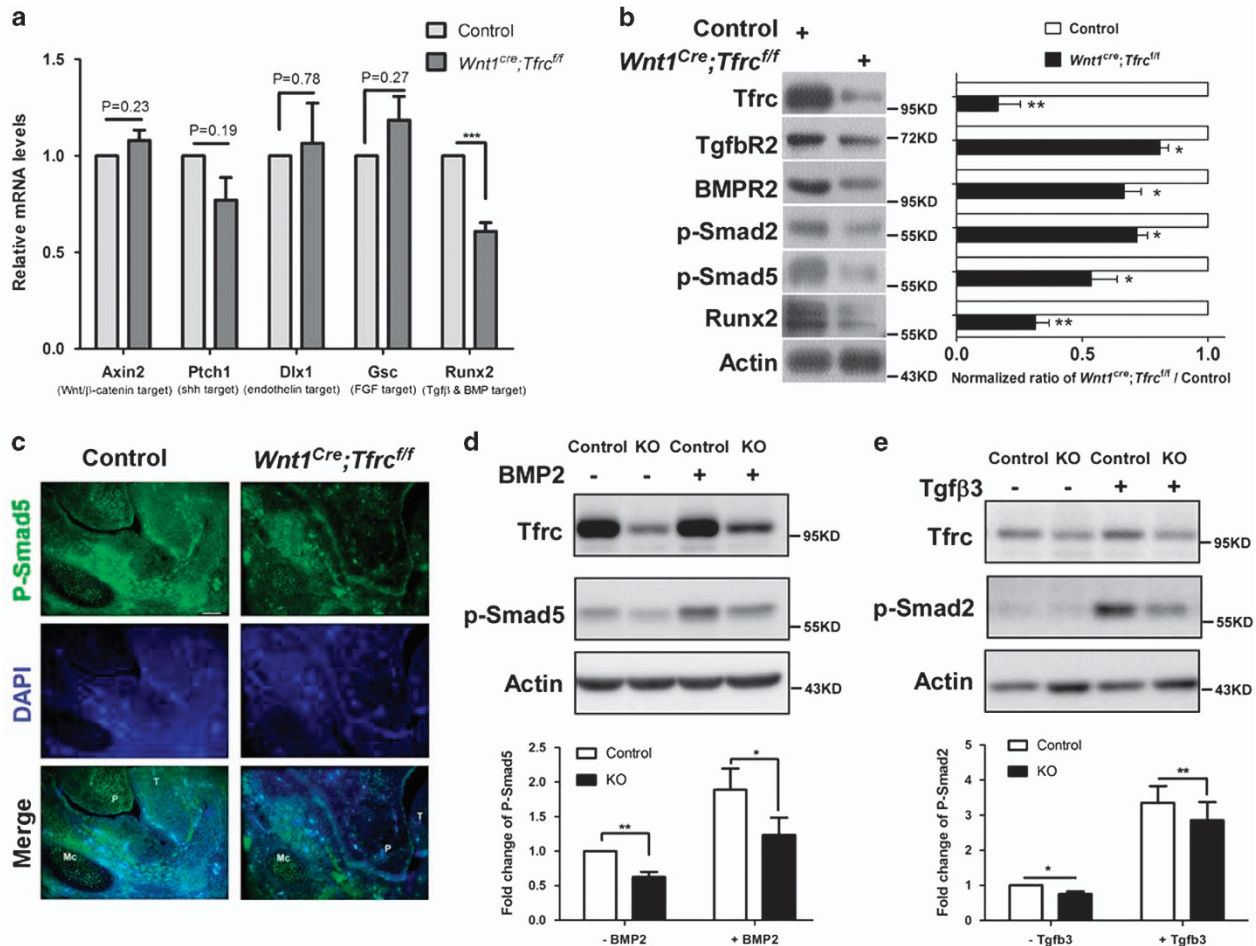 a
Control
Wnt1cre;Tfrcf/f
1.5
1.0
0.5
0.0
Relative mRNA levels
P=0.23
P=0.19
P=0.78
P=0.27
***
Axin2 Ptch1 Dlx1 Gsc Runx2
(Wnt/β-catenin target) (shh target) (endothelin target) (FGF target) (Tgfβ & BMP target)
b
Control +
Wnt1Cre;Tfrcf/f +
Tfrc 95KD
TgfbR2 72KD
BMPR2 95KD
p-Smad2 55KD
p-Smad5 55KD
Runx2 55KD
Actin 43KD
Control
Wnt1cre;Tfrcf/f
**
*
*
*
*
**
0.0 0.5 1.0
Normalized ratio of Wnt1cre;Tfrcf/f / Control
c
Control Wnt1Cre;Tfrcf/f
P-Smad5
DAPI
Merge
P T Mc
Mc P T
d
Control KO Control KO
BMP2 - - + +
Tfrc 95KD
p-Smad5 55KD
Actin 43KD
Control
KO
Fold change of P-Smad5
2.5
2.0
1.5
1.0
0.5
0.0
**
*
- BMP2 + BMP2
e
Control KO Control KO
Tgfβ3 - - + +
Tfrc 95KD
p-Smad2 55KD
Actin 43KD
Control
KO
Fold change of P-Smad2
5
4
3
2
1
0
*
**
- Tgfb3 + Tgfb3